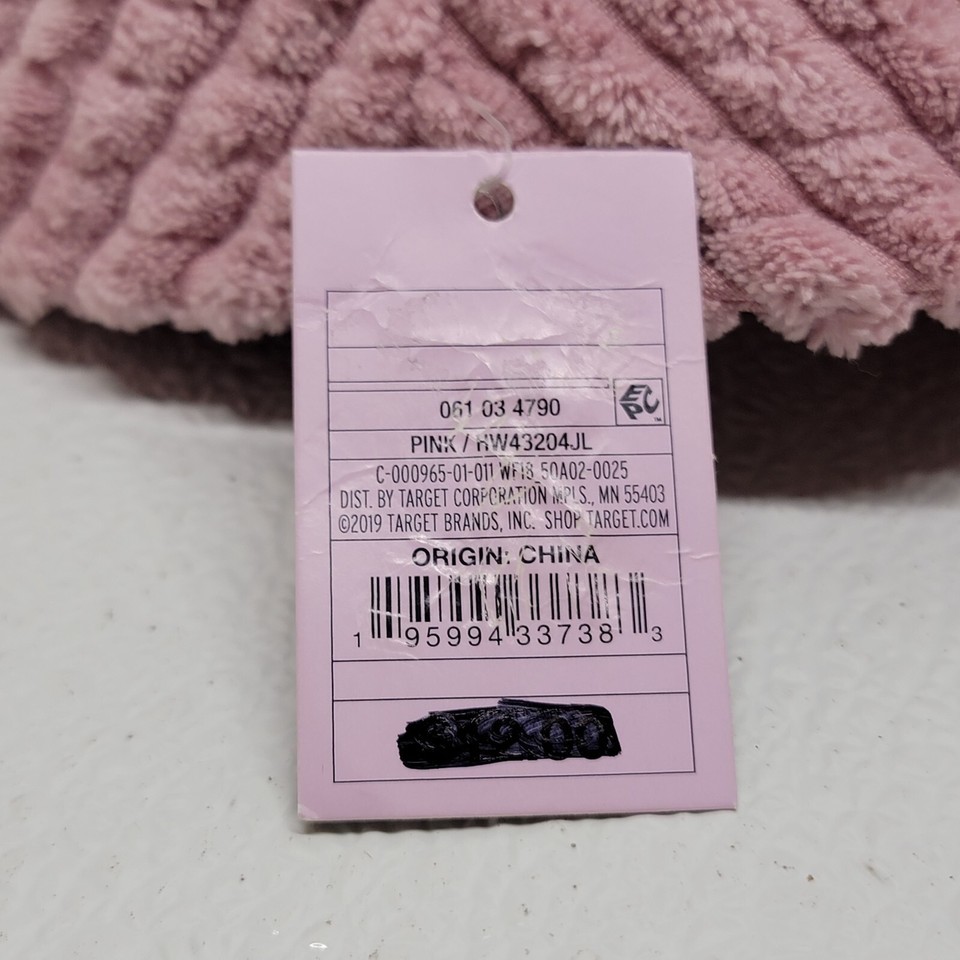 061 03 4790
ECP™
PINK / HW43204JL
C-000965-01-011 WF18 50A02-0025
DIST. BY TARGET CORPORATION MPLS., MN 55403
©2019 TARGET BRANDS, INC. SHOP TARGET.COM
ORIGIN: CHINA
1 95994 33738 3